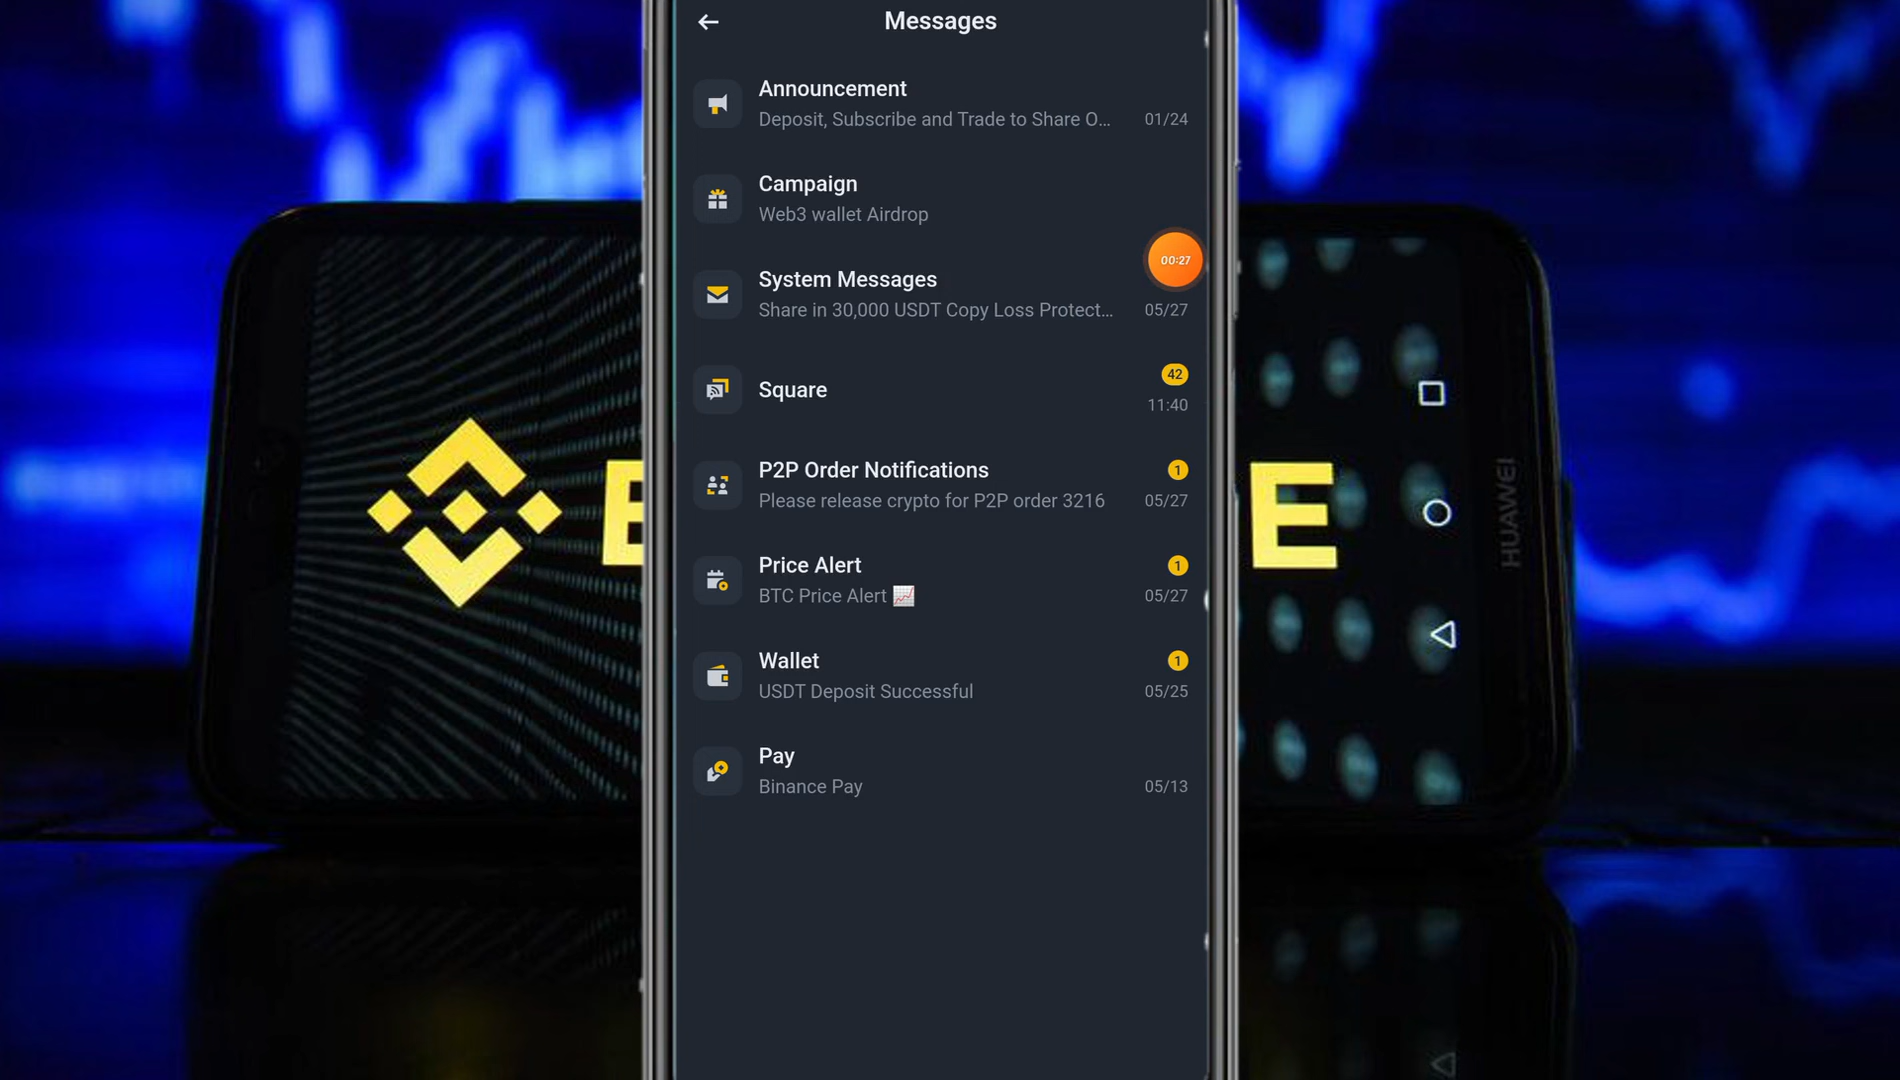 Messages
Announcement
Deposit, Subscribe and Trade to Share O... 01/24
Campaign
Web3 wallet Airdrop
00:27
System Messages
Share in 30,000 USDT Copy Loss Protect... 05/27
42
Square
11:40
P2P Order Notifications 1
Please release crypto for P2P order 3216 05/27
Price Alert 1
BTC Price Alert 📈 05/27
Wallet 1
USDT Deposit Successful 05/25
Pay
Binance Pay 05/13
E
HUAWEI